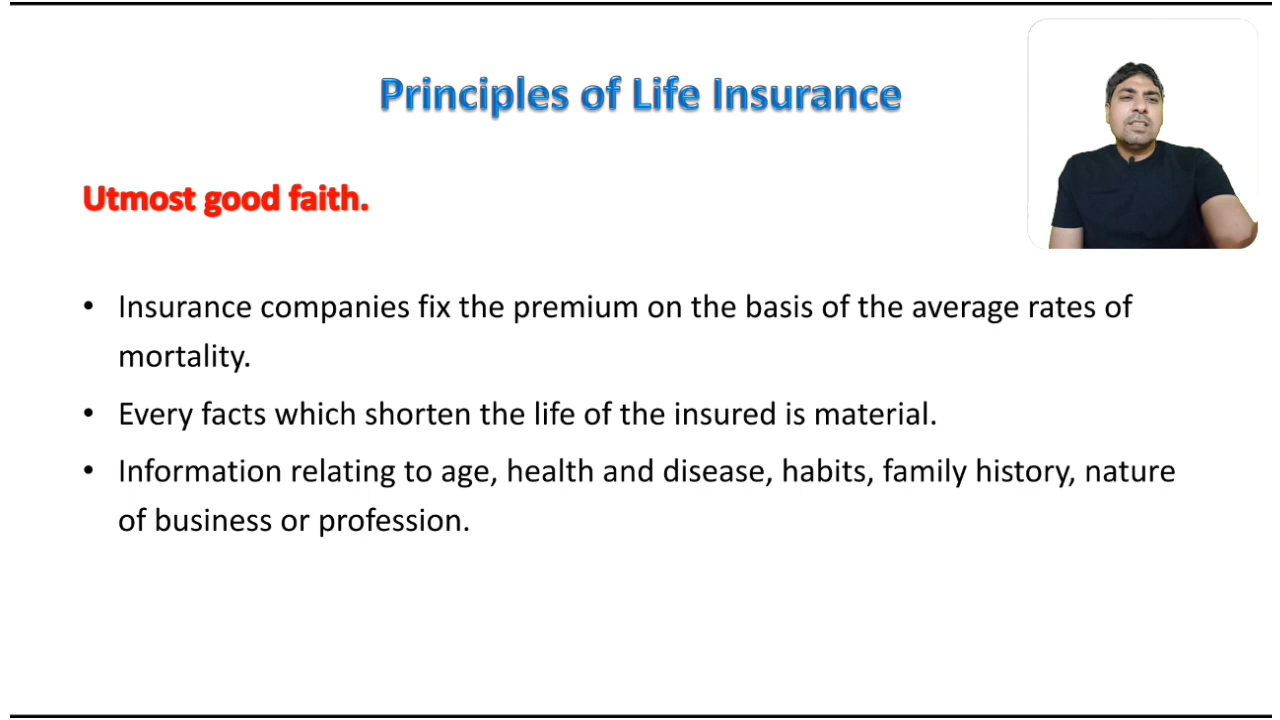 Principles of Life Insurance
Utmost good faith.
• Insurance companies fix the premium on the basis of the average rates of
mortality.
• Every facts which shorten the life of the insured is material.
• Information relating to age, health and disease, habits, family history, nature
of business or profession.